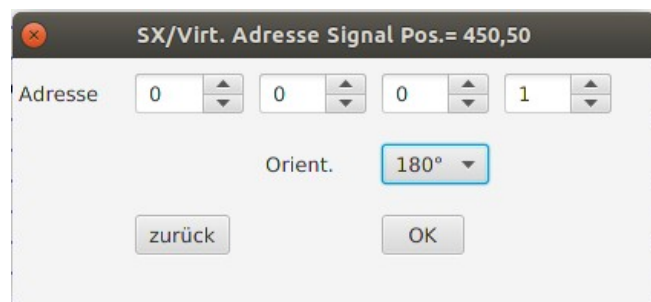 SX/Virt. Adresse Signal Pos.= 450,50
Adresse 0 0 0 1
Orient. 180°
zurück OK